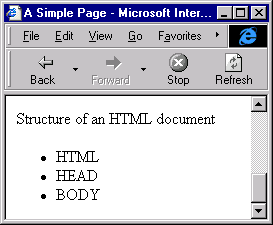 A Simple Page - Microsoft Inter...
File Edit View Go Favorites
Back Forward Stop Refresh
Structure of an HTML document
• HTML
• HEAD
• BODY